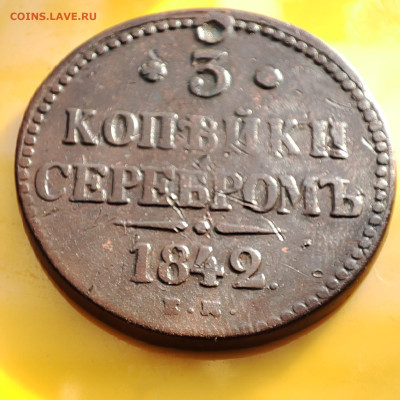 COINS.LAVE.RU
· 3 ·
КОПѢЙКИ
СЕРЕБРОМЪ
1842.
Е.М.